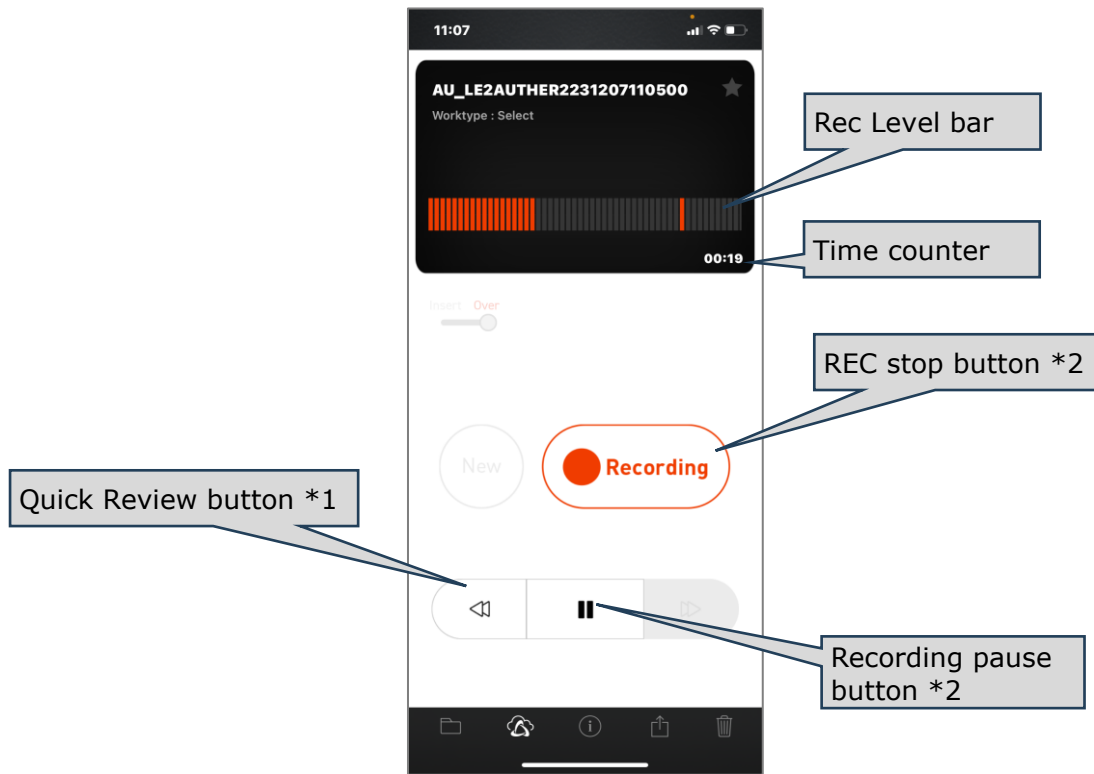 11:07
AU_LE2AUTHER2231207110500
Worktype : Select
Rec Level bar
00:19
Time counter
Insert Over
REC stop button *2
New
Recording
Quick Review button *1
Recording pause
button *2